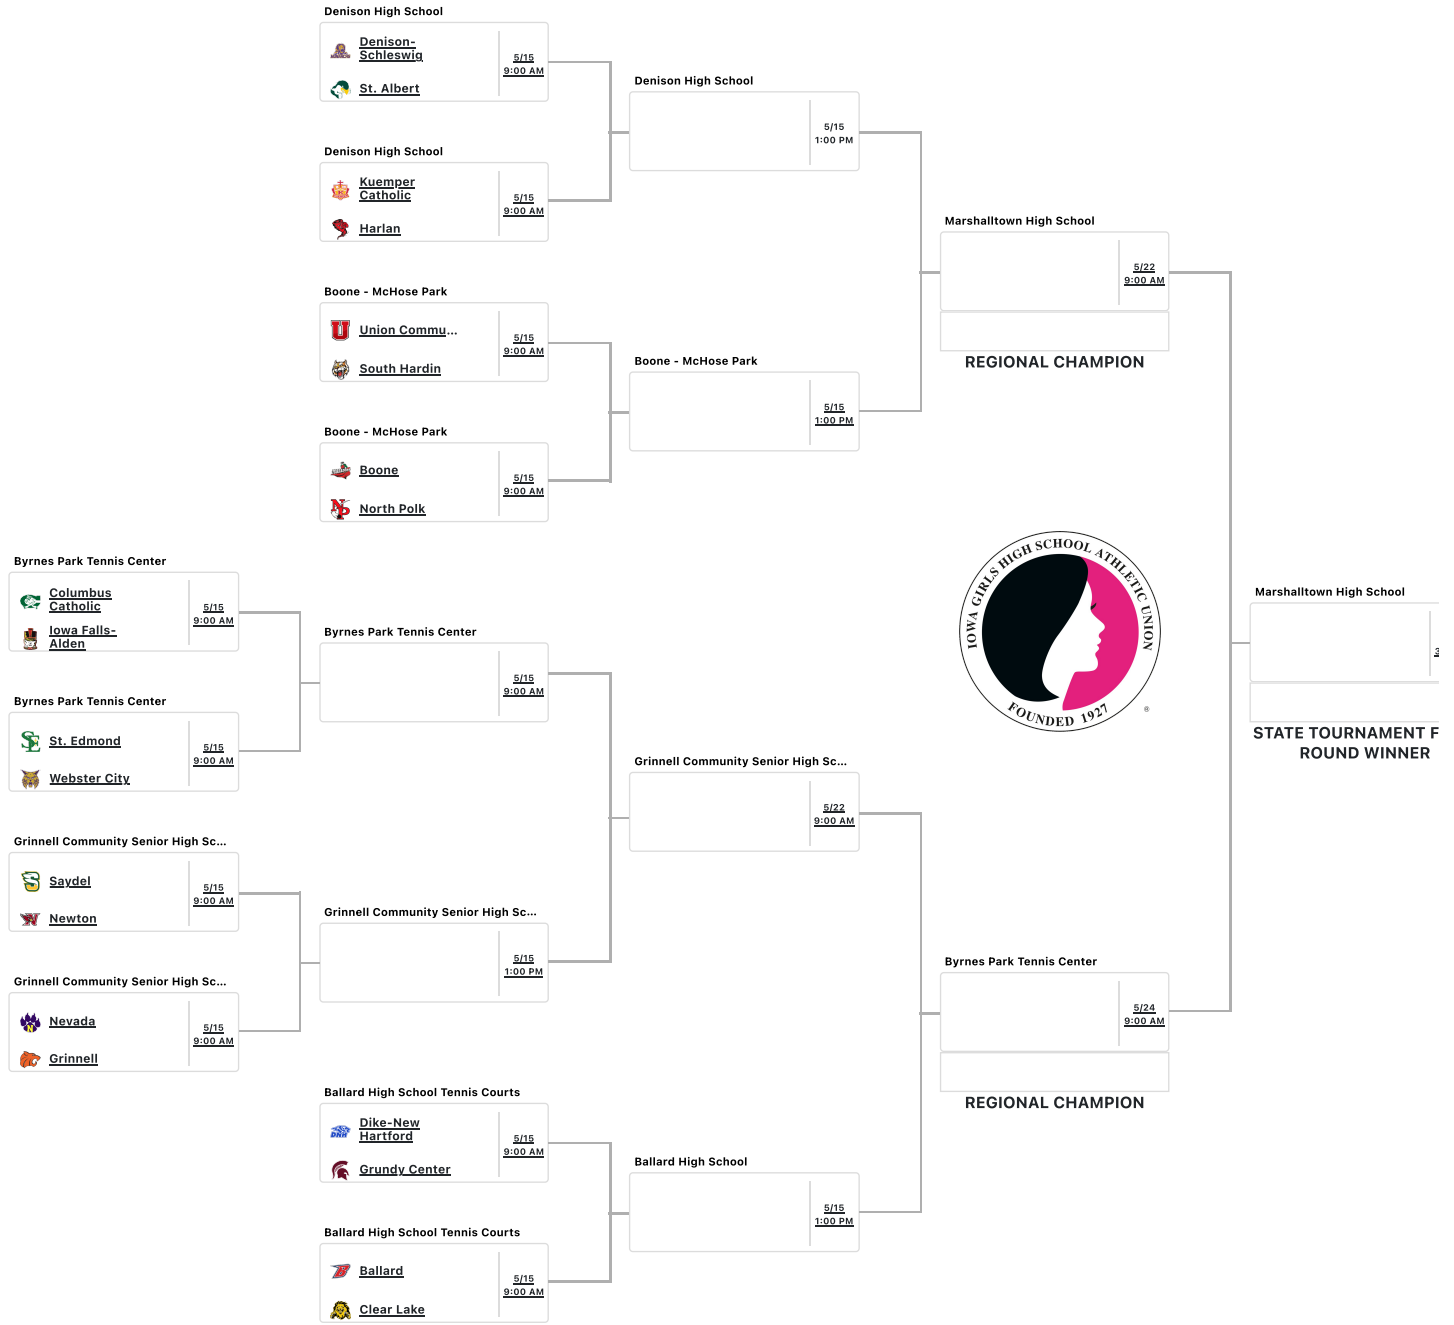 Denison High School
Denison-
Schleswig
St. Albert
5/15
9:00 AM
Denison High School
5/15
1:00 PM
Denison High School
Kuemper
Catholic
Harlan
5/15
9:00 AM
Marshalltown High School
5/22
9:00 AM
REGIONAL CHAMPION
Boone - McHose Park
Union Commu...
South Hardin
5/15
9:00 AM
Boone - McHose Park
5/15
1:00 PM
Boone - McHose Park
Boone
North Polk
5/15
9:00 AM
IOWA GIRLS HIGH SCHOOL ATHLETIC UNION
FOUNDED 1927
®
Byrnes Park Tennis Center
Columbus
Catholic
Iowa Falls-
Alden
5/15
9:00 AM
Byrnes Park Tennis Center
5/15
9:00 AM
Marshalltown High School
STATE TOURNAMENT F
ROUND WINNER
Byrnes Park Tennis Center
St. Edmond
Webster City
5/15
9:00 AM
Grinnell Community Senior High Sc...
5/22
9:00 AM
Grinnell Community Senior High Sc...
Saydel
Newton
5/15
9:00 AM
Grinnell Community Senior High Sc...
5/15
1:00 PM
Grinnell Community Senior High Sc...
Nevada
Grinnell
5/15
9:00 AM
Byrnes Park Tennis Center
5/24
9:00 AM
REGIONAL CHAMPION
Ballard High School Tennis Courts
Dike-New
Hartford
Grundy Center
5/15
9:00 AM
Ballard High School
5/15
1:00 PM
Ballard High School Tennis Courts
Ballard
Clear Lake
5/15
9:00 AM